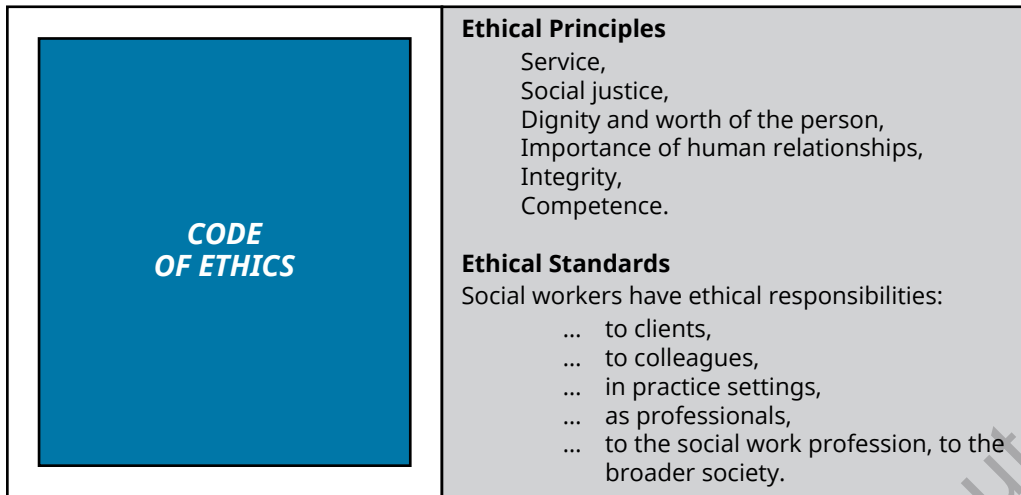 CODE
OF ETHICS
Ethical Principles
Service,
Social justice,
Dignity and worth of the person,
Importance of human relationships,
Integrity,
Competence.
Ethical Standards
Social workers have ethical responsibilities:
... to clients,
... to colleagues,
... in practice settings,
... as professionals,
... to the social work profession, to the
broader society.